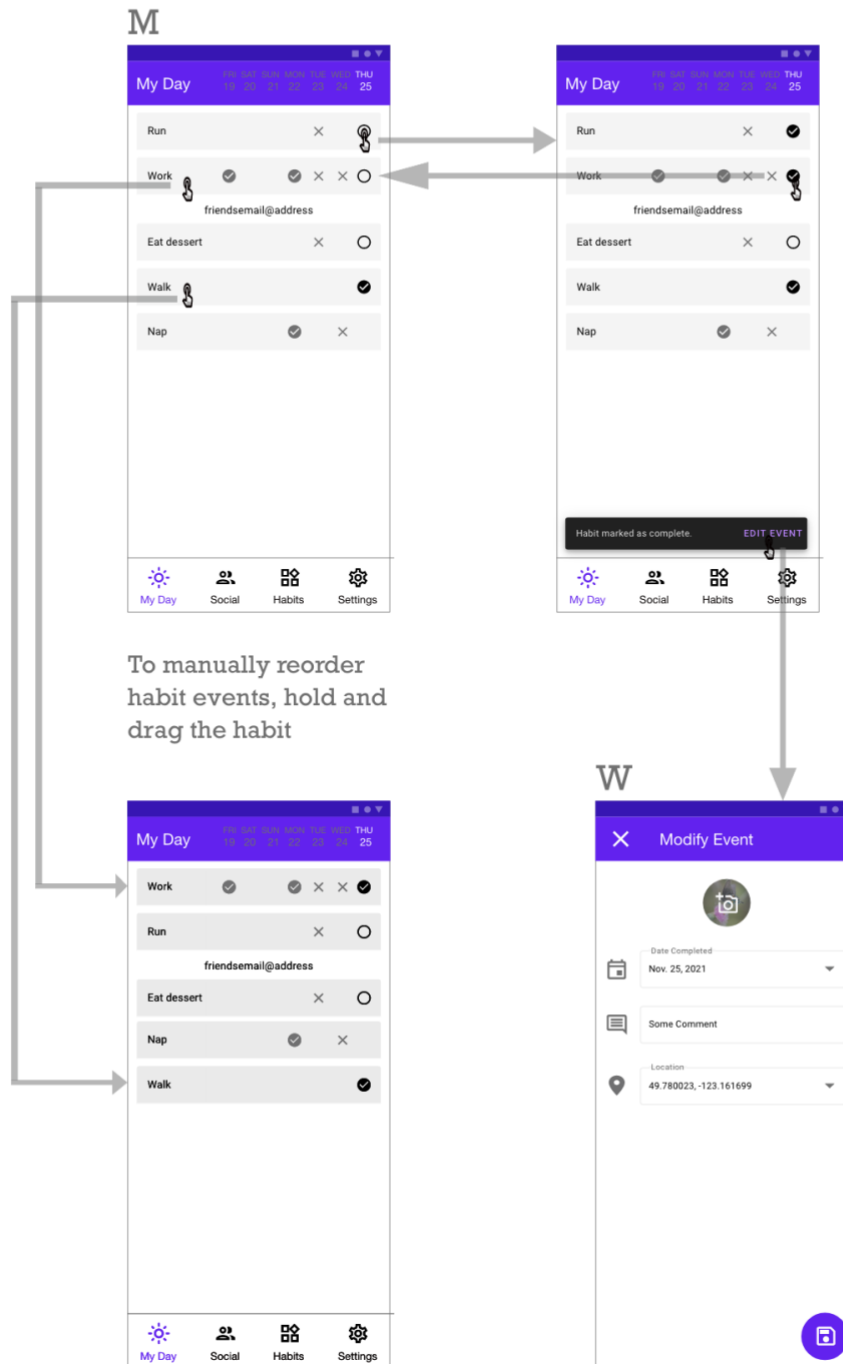 M
My Day FRI SAT SUN MON TUE WED THU
19 20 21 22 23 24 25
Run
Work
friendsemail@address
Eat dessert
Walk
Nap
My Day Social Habits Settings
My Day FRI SAT SUN MON TUE WED THU
19 20 21 22 23 24 25
Run
Work
friendsemail@address
Eat dessert
Walk
Nap
Habit marked as complete. EDIT EVENT
My Day Social Habits Settings
To manually reorder
habit events, hold and
drag the habit
My Day FRI SAT SUN MON TUE WED THU
19 20 21 22 23 24 25
Work
Run
friendsemail@address
Eat dessert
Nap
Walk
My Day Social Habits Settings
W
Modify Event
Date Completed
Nov. 25, 2021
Some Comment
Location
49.780023, -123.161699